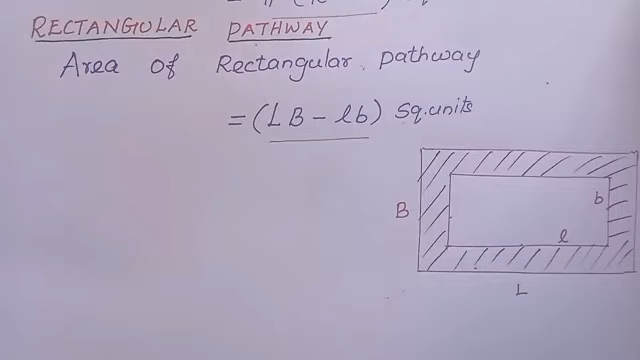 RECTANGULAR PATHWAY
Area of Rectangular pathway
= (LB - lb) Sq.units
B
b
l
L